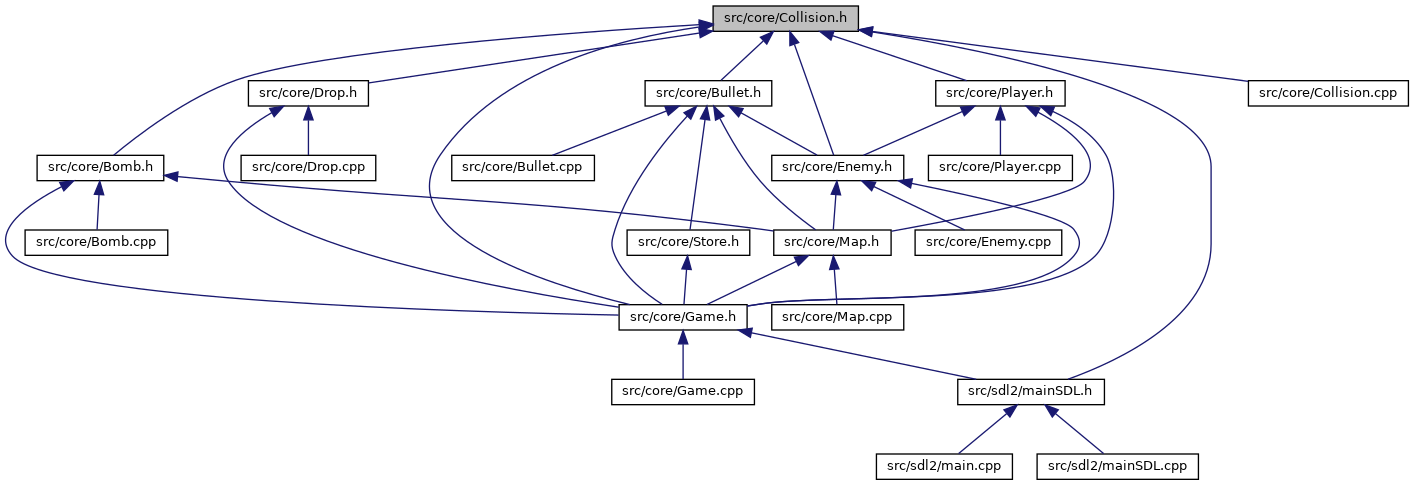 src/core/Collision.h
src/core/Drop.h
src/core/Bullet.h
src/core/Player.h
src/core/Collision.cpp
src/core/Bomb.h
src/core/Drop.cpp
src/core/Bullet.cpp
src/core/Enemy.h
src/core/Player.cpp
src/core/Bomb.cpp
src/core/Store.h
src/core/Map.h
src/core/Enemy.cpp
src/core/Game.h
src/core/Map.cpp
src/core/Game.cpp
src/sdl2/mainSDL.h
src/sdl2/main.cpp
src/sdl2/mainSDL.cpp